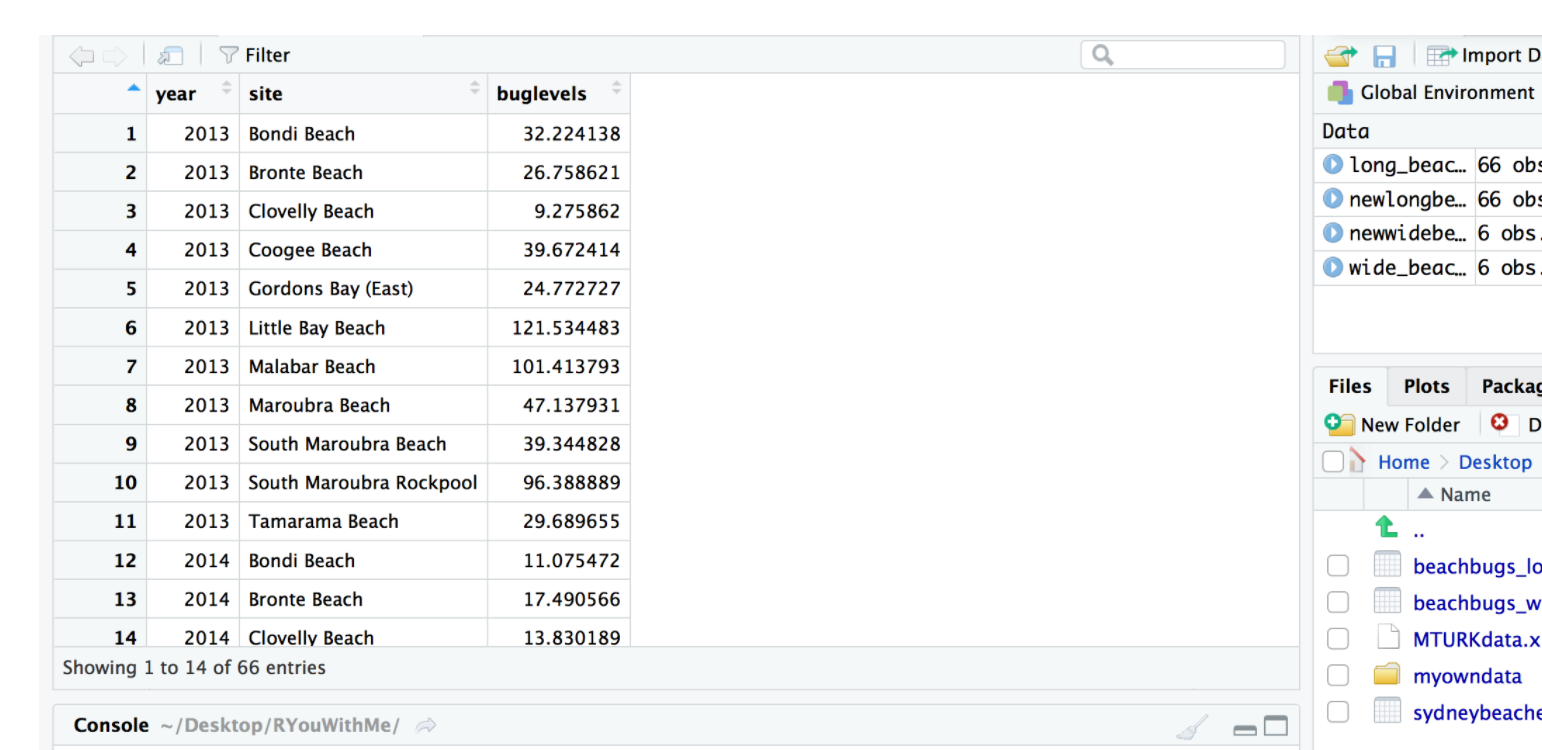 Filter
year site buglevels
1 2013 Bondi Beach 32.224138
2 2013 Bronte Beach 26.758621
3 2013 Clovelly Beach 9.275862
4 2013 Coogee Beach 39.672414
5 2013 Gordons Bay (East) 24.772727
6 2013 Little Bay Beach 121.534483
7 2013 Malabar Beach 101.413793
8 2013 Maroubra Beach 47.137931
9 2013 South Maroubra Beach 39.344828
10 2013 South Maroubra Rockpool 96.388889
11 2013 Tamarama Beach 29.689655
12 2014 Bondi Beach 11.075472
13 2014 Bronte Beach 17.490566
14 2014 Clovelly Beach 13.830189
Showing 1 to 14 of 66 entries
Console ~/Desktop/RYouWithMe/
Import D
Global Environment
Data
long_beac… 66 obs
newlongbe… 66 obs
newwidebe… 6 obs.
wide_beac… 6 obs.
Files Plots Packag
New Folder D
Home > Desktop
Name
..
beachbugs_lo
beachbugs_w
MTURKdata.x
myowndata
sydneybeache